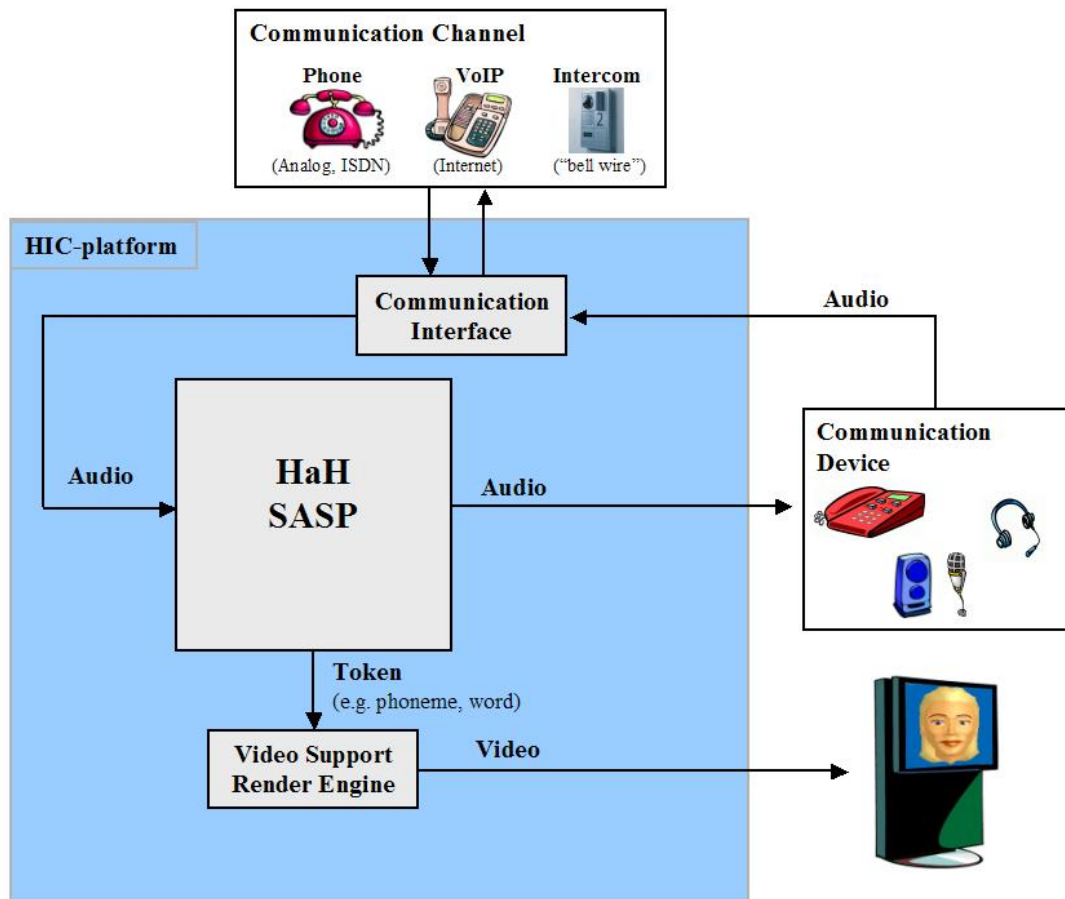 Communication Channel
Phone
VoIP
Intercom
2
(Analog, ISDN)
(Internet)
(“bell wire”)
HIC-platform
Communication
Interface
Audio
Communication
Device
HaH
SASP
Audio
Audio
Token
(e.g. phoneme, word)
Video Support
Render Engine
Video